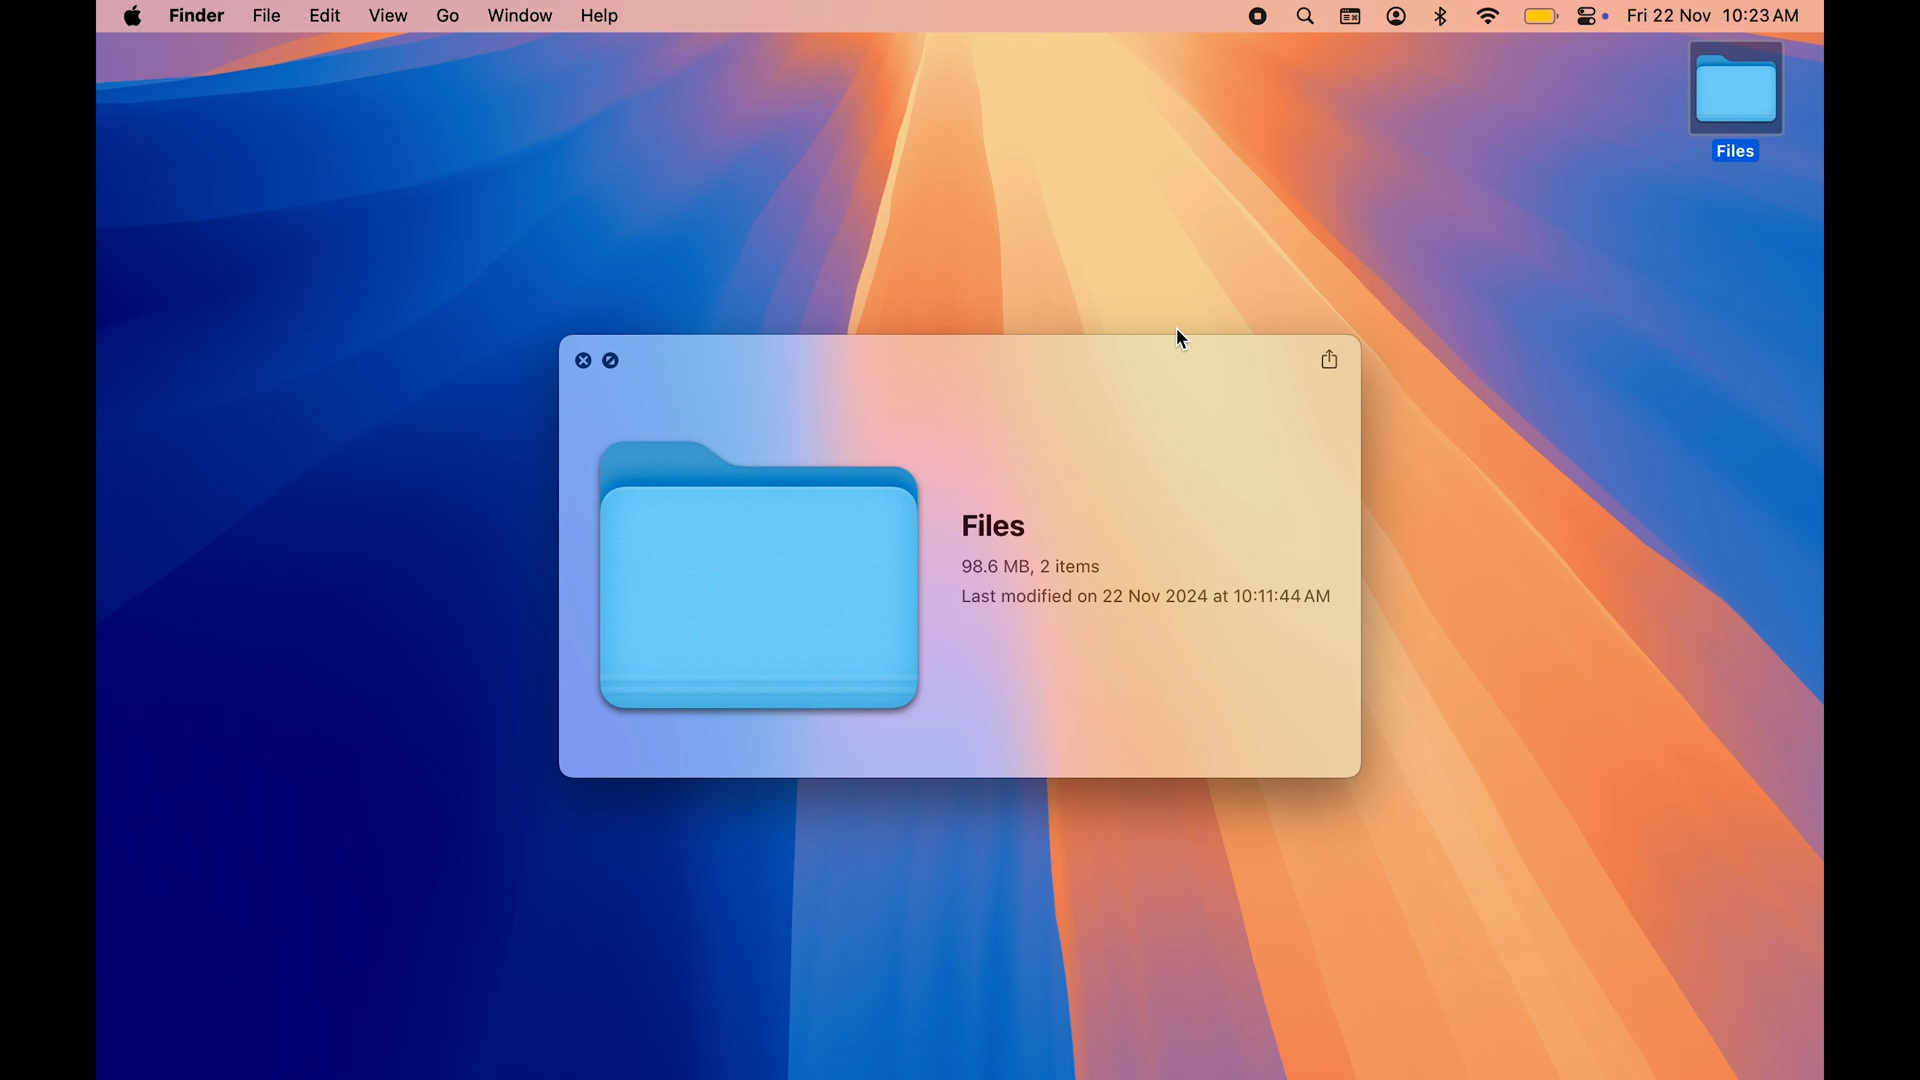 Finder File Edit View Go Window Help Fri 22 Nov 10:23 AM
Files
Files
98.6 MB, 2 items
Last modified on 22 Nov 2024 at 10:11:44 AM